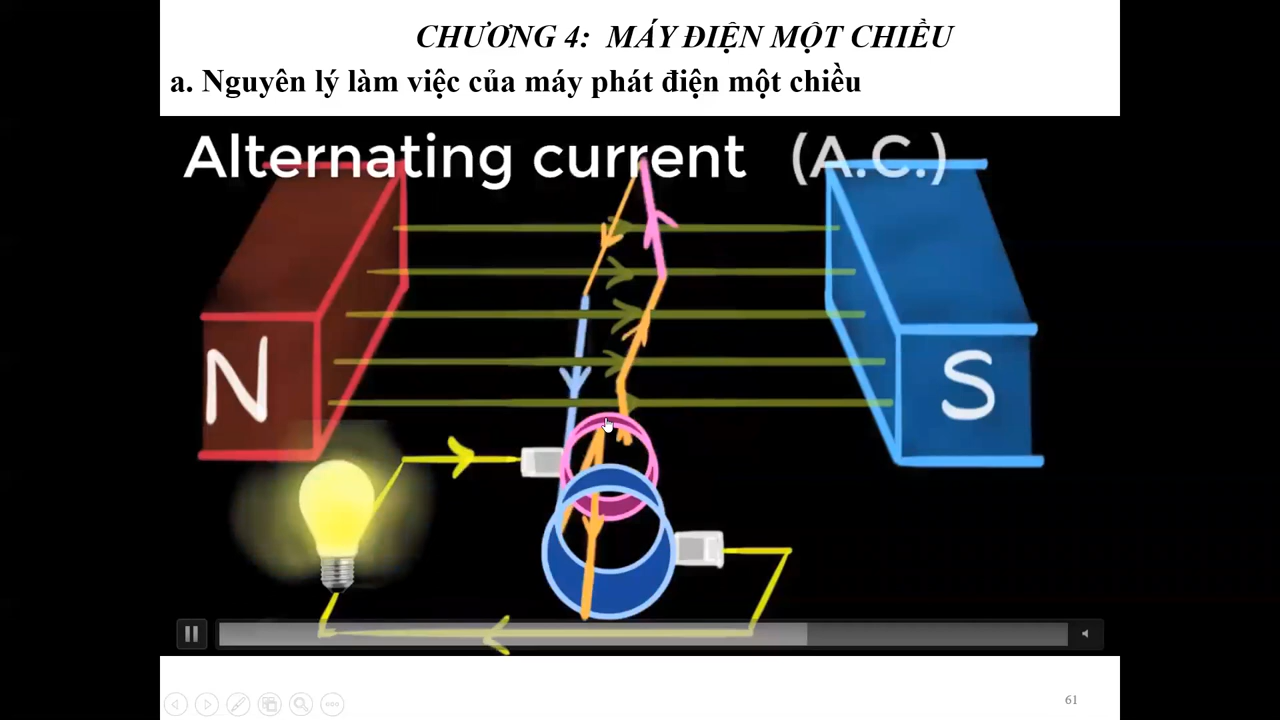 CHƯƠNG 4: MÁY ĐIỆN MỘT CHIỀU
a. Nguyên lý làm việc của máy phát điện một chiều
Alternating current (A.C.)
N
S
61